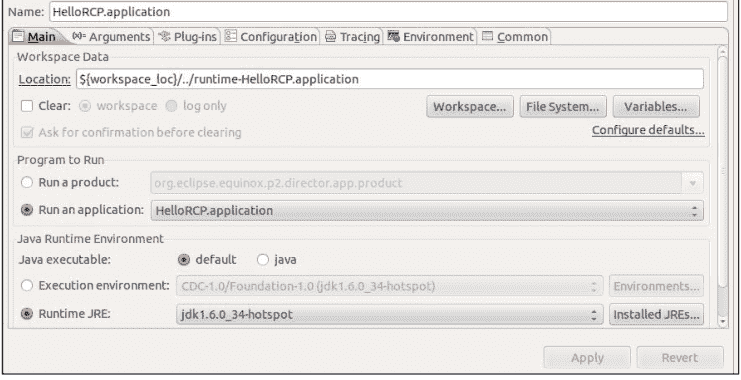 Name: HelloRCP.application
Main (x)= Arguments Plug-ins Configuration Tracing Environment Common
Workspace Data
Location: ${workspace_loc}/../runtime-HelloRCP.application
Clear: workspace log only Workspace... File System... Variables...
Ask for confirmation before clearing Configure defaults...
Program to Run
Run a product: org.eclipse.equinox.p2.director.app.product
Run an application: HelloRCP.application
Java Runtime Environment
Java executable: default java
Execution environment: CDC-1.0/Foundation-1.0 (jdk1.6.0_34-hotspot) Environments...
Runtime JRE: jdk1.6.0_34-hotspot Installed JREs...
Apply Revert